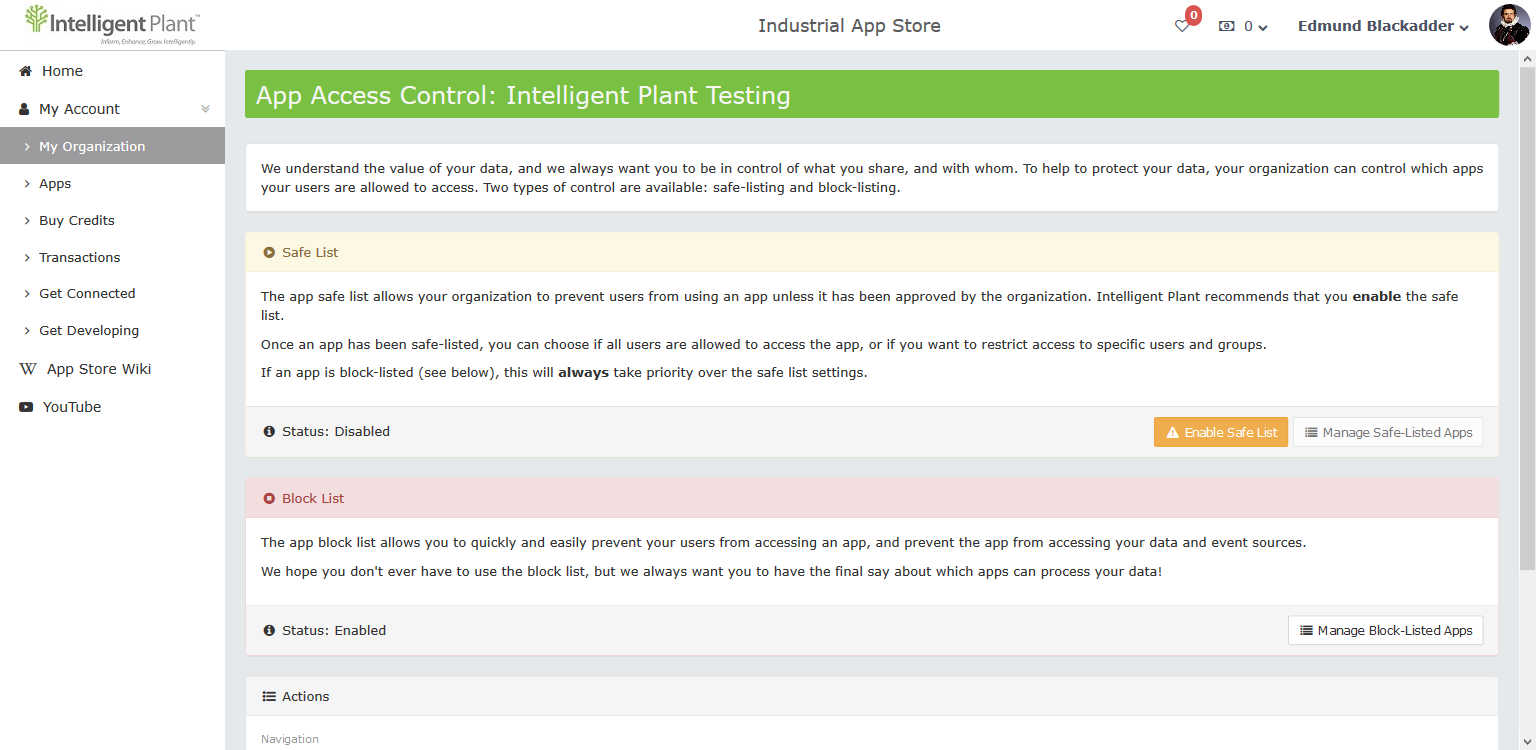 Intelligent Plant™
Inform, Enhance, Grow. Intelligently.
Industrial App Store
0
0
Edmund Blackadder
Home
My Account
My Organization
Apps
Buy Credits
Transactions
Get Connected
Get Developing
App Store Wiki
YouTube
App Access Control: Intelligent Plant Testing
We understand the value of your data, and we always want you to be in control of what you share, and with whom. To help to protect your data, your organization can control which apps
your users are allowed to access. Two types of control are available: safe-listing and block-listing.
Safe List
The app safe list allows your organization to prevent users from using an app unless it has been approved by the organization. Intelligent Plant recommends that you enable the safe
list.
Once an app has been safe-listed, you can choose if all users are allowed to access the app, or if you want to restrict access to specific users and groups.
If an app is block-listed (see below), this will always take priority over the safe list settings.
Status: Disabled
Enable Safe List
Manage Safe-Listed Apps
Block List
The app block list allows you to quickly and easily prevent your users from accessing an app, and prevent the app from accessing your data and event sources.
We hope you don't ever have to use the block list, but we always want you to have the final say about which apps can process your data!
Status: Enabled
Manage Block-Listed Apps
Actions
Navigation